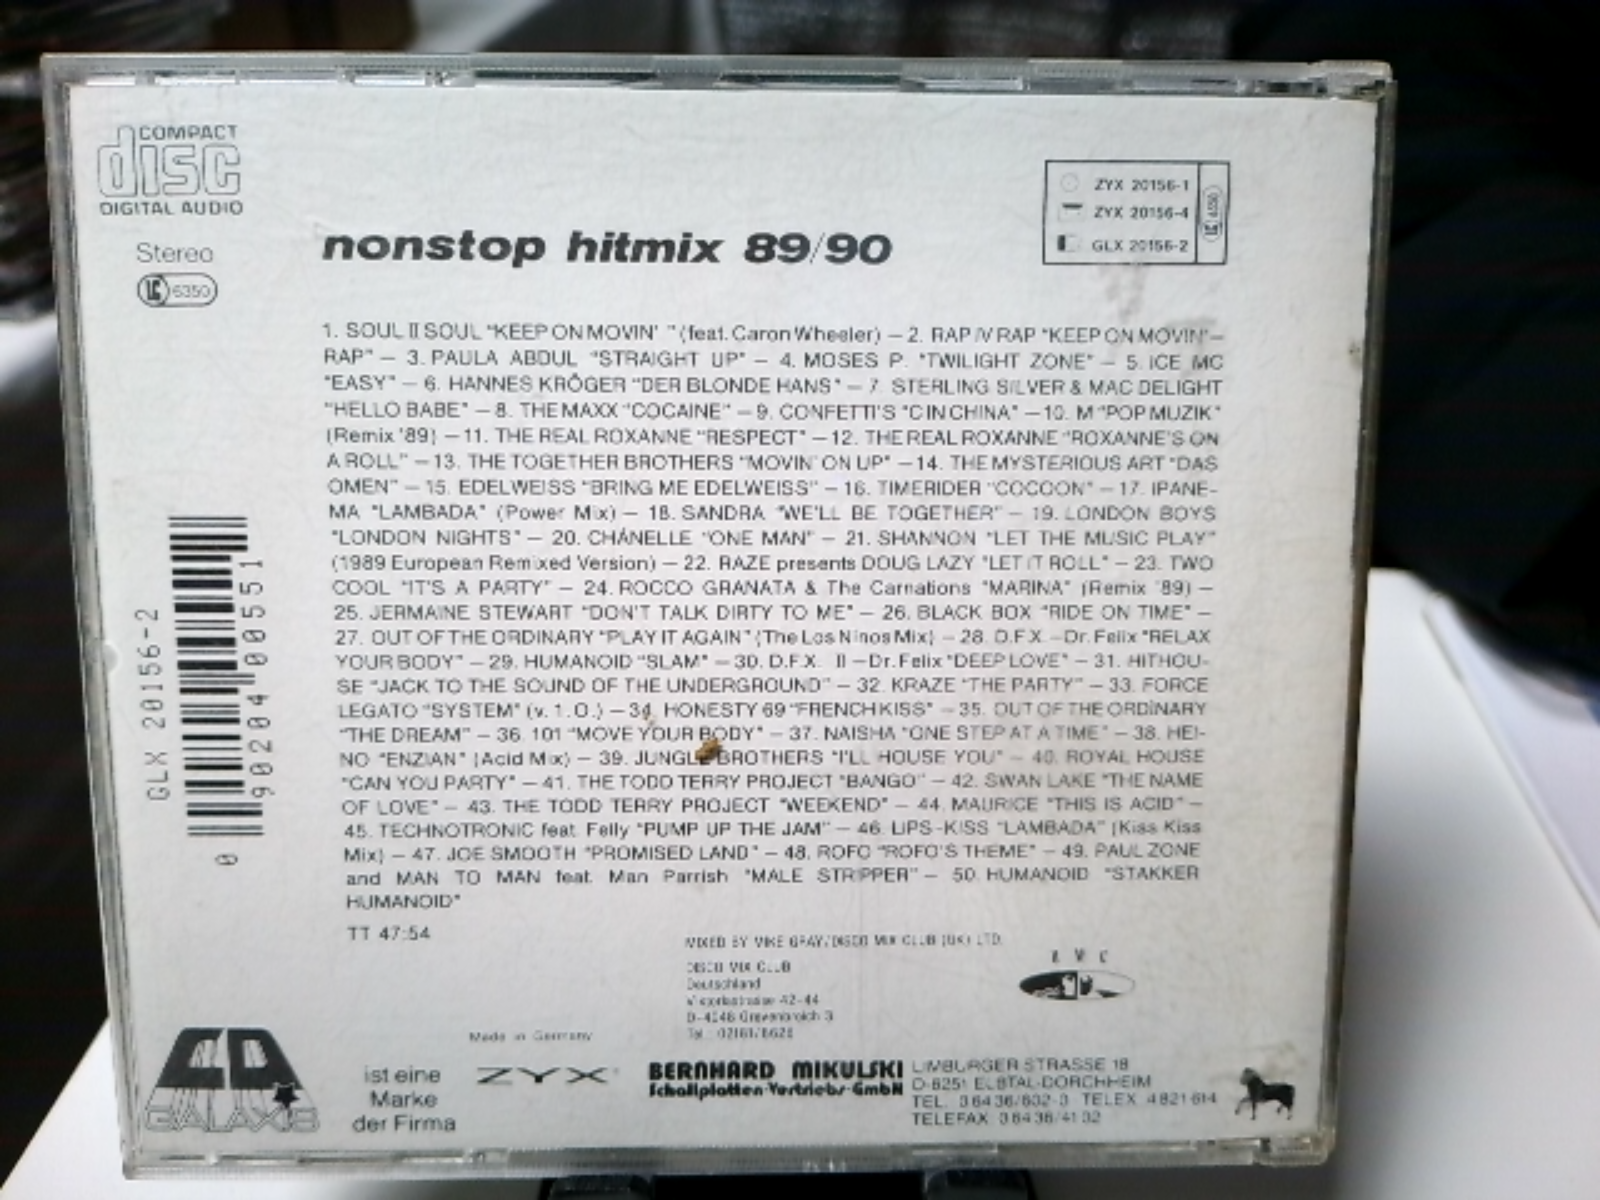 COMPACT
disc
DIGITAL AUDIO
Stereo
LC 6350
nonstop hitmix 89/90
ZYX 20156-1
ZYX 20156-4
GLX 20156-2
LC 6350
1. SOUL II SOUL "KEEP ON MOVIN' " (feat. Caron Wheeler) – 2. RAP IV RAP "KEEP ON MOVIN'–
RAP" – 3. PAULA ABDUL "STRAIGHT UP" – 4. MOSES P. "TWILIGHT ZONE" – 5. ICE MC
"EASY" – 6. HANNES KRÖGER "DER BLONDE HANS" – 7. STERLING SILVER & MAC DELIGHT
"HELLO BABE" – 8. THE MAXX "COCAINE" – 9. CONFETTI'S "C IN CHINA" – 10. M "POP MUZIK"
(Remix '89) – 11. THE REAL ROXANNE "RESPECT" – 12. THE REAL ROXANNE "ROXANNE'S ON
A ROLL" – 13. THE TOGETHER BROTHERS "MOVIN' ON UP" – 14. THE MYSTERIOUS ART "DAS
OMEN" – 15. EDELWEISS "BRING ME EDELWEISS" – 16. TIMERIDER "COCOON" – 17. IPANE-
MA "LAMBADA" (Power Mix) – 18. SANDRA "WE'LL BE TOGETHER" – 19. LONDON BOYS
"LONDON NIGHTS" – 20. CHÁNELLE "ONE MAN" – 21. SHANNON "LET THE MUSIC PLAY"
(1989 European Remixed Version) – 22. RAZE presents DOUG LAZY "LET IT ROLL" – 23. TWO
COOL "IT'S A PARTY" – 24. ROCCO GRANATA & The Carnations "MARINA" (Remix '89) –
25. JERMAINE STEWART "DON'T TALK DIRTY TO ME" – 26. BLACK BOX "RIDE ON TIME" –
27. OUT OF THE ORDINARY "PLAY IT AGAIN" (The Los Ninos Mix) – 28. D.F.X. – Dr. Felix "RELAX
YOUR BODY" – 29. HUMANOID "SLAM" – 30. D.F.X. II – Dr. Felix "DEEP LOVE" – 31. HITHOU-
SE "JACK TO THE SOUND OF THE UNDERGROUND" – 32. KRAZE "THE PARTY" – 33. FORCE
LEGATO "SYSTEM" (v. 1.0.) – 34. HONESTY 69 "FRENCH KISS" – 35. OUT OF THE ORDINARY
"THE DREAM" – 36. 101 "MOVE YOUR BODY" – 37. NAISHA "ONE STEP AT A TIME" – 38. HEI-
NO "ENZIAN" (Acid Mix) – 39. JUNGLE BROTHERS "I'LL HOUSE YOU" – 40. ROYAL HOUSE
"CAN YOU PARTY" – 41. THE TODD TERRY PROJECT "BANGO" – 42. SWAN LAKE "THE NAME
OF LOVE" – 43. THE TODD TERRY PROJECT "WEEKEND" – 44. MAURICE "THIS IS ACID" –
45. TECHNOTRONIC feat. Felly "PUMP UP THE JAM" – 46. LIPS-KISS "LAMBADA" (Kiss Kiss
Mix) – 47. JOE SMOOTH "PROMISED LAND" – 48. ROFO "ROFO'S THEME" – 49. PAUL ZONE
and MAN TO MAN feat. Man Parrish "MALE STRIPPER" – 50. HUMANOID "STAKKER
HUMANOID"
TT 47:54
MIXED BY MIKE GRAY/DISCO MIX CLUB (UK) LTD.
DISCO MIX CLUB
Deutschland
Viktoriastrasse 42-44
D-4048 Grevenbroich 3
DMC
GLX 20156-2
0 90204 00551
Made in Germany
CD
GALAXIS
ist eine
Marke
der Firma
ZYX
BERNHARD MIKULSKI
Schallplatten-Vertriebs-GmbH
LIMBURGER STRASSE 18
D-6251 ELBTAL-DORCHHEIM
TEL. 06436/602-0 TELEX 4821614
TELEFAX 06436/4132